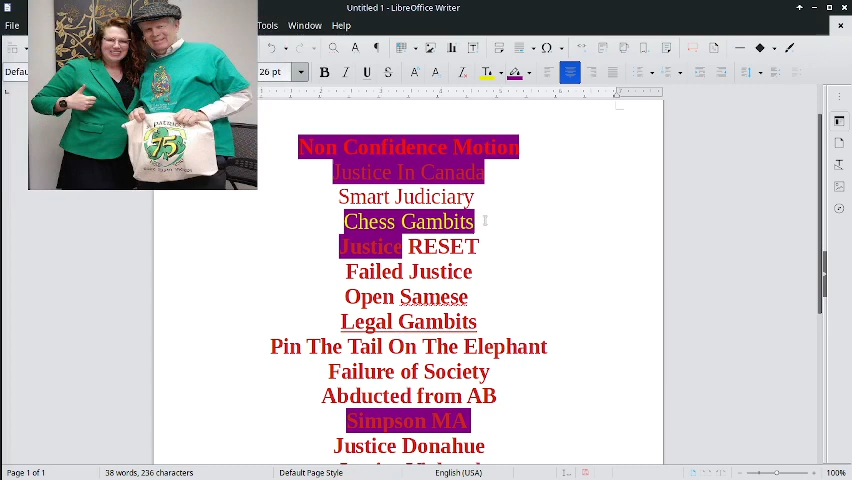 Untitled 1 - LibreOffice Writer
File
Tools Window Help
26 pt
Non Confidence Motion
Justice In Canada
Smart Judiciary
Chess Gambits
Justice RESET
Failed Justice
Open Samese
Legal Gambits
Pin The Tail On The Elephant
Failure of Society
Abducted from AB
Simpson MA
Justice Donahue
75
Page 1 of 1
38 words, 236 characters
Default Page Style
English (USA)
100%